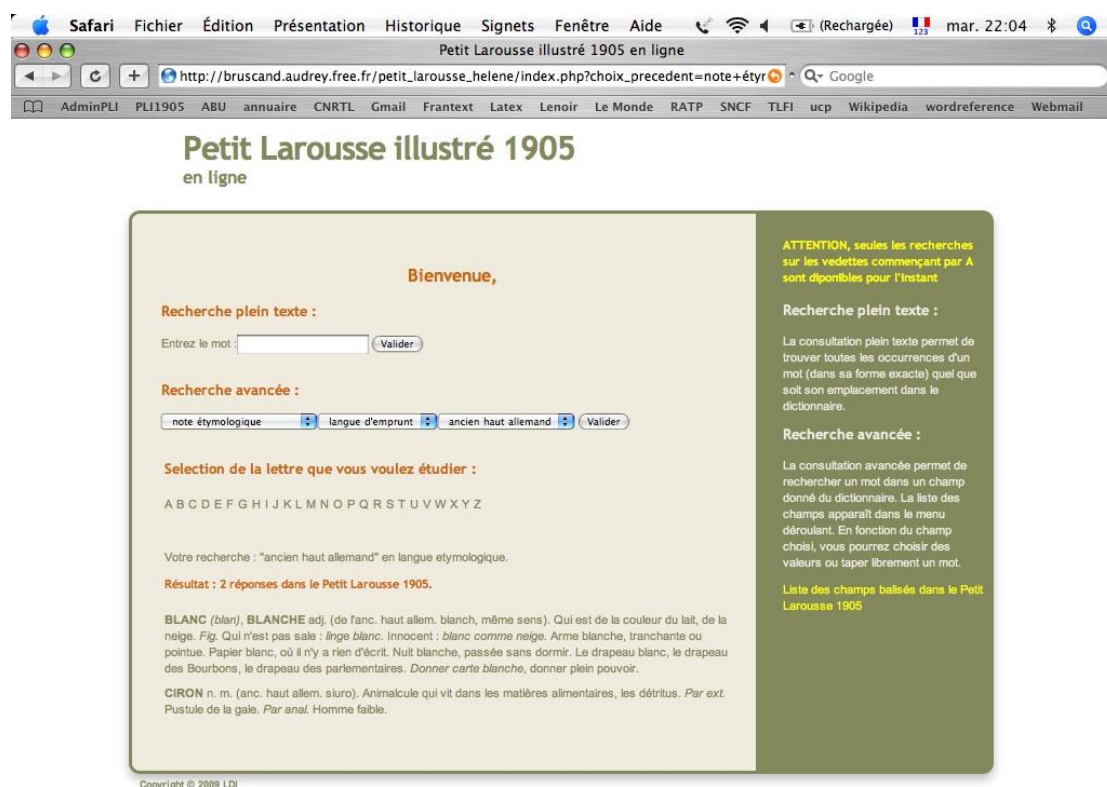 Safari Fichier Édition Présentation Historique Signets Fenêtre Aide (Rechargée) 123 mar. 22:04
Petit Larousse illustré 1905 en ligne
http://bruscand.audrey.free.fr/petit_larousse_helene/index.php?choix_precedent=note+étyr Google
AdminPLI PLI1905 ABU annuaire CNRTL Gmail Frantext Latex Lenoir Le Monde RATP SNCF TLFI ucp Wikipedia wordreference Webmail
Petit Larousse illustré 1905
en ligne
Bienvenue,
Recherche plein texte :
Entrez le mot : Valider
Recherche avancée :
note étymologique langue d'emprunt ancien haut allemand Valider
Selection de la lettre que vous voulez étudier :
A B C D E F G H I J K L M N O P Q R S T U V W X Y Z
Votre recherche : "ancien haut allemand" en langue etymologique.
Résultat : 2 réponses dans le Petit Larousse 1905.
BLANC (blan), BLANCHE adj. (de l'anc. haut allem. blanch, même sens). Qui est de la couleur du lait, de la
neige. Fig. Qui n'est pas sale : linge blanc. Innocent : blanc comme neige. Arme blanche, tranchante ou
pointue. Papier blanc, où il n'y a rien d'écrit. Nuit blanche, passée sans dormir. Le drapeau blanc, le drapeau
des Bourbons, le drapeau des parlementaires. Donner carte blanche, donner plein pouvoir.
CIRON n. m. (anc. haut allem. siuro). Animalcule qui vit dans les matières alimentaires, les détritus. Par ext.
Pustule de la gale. Par anal. Homme faible.
ATTENTION, seules les recherches
sur les vedettes commençant par A
sont diponibles pour l'instant
Recherche plein texte :
La consultation plein texte permet de
trouver toutes les occurrences d'un
mot (dans sa forme exacte) quel que
soit son emplacement dans le
dictionnaire.
Recherche avancée :
La consultation avancée permet de
rechercher un mot dans un champ
donné du dictionnaire. La liste des
champs apparaît dans le menu
déroulant. En fonction du champ
choisi, vous pourrez choisir des
valeurs ou taper librement un mot.
Liste des champs balisés dans le Petit
Larousse 1905
Copyright © 2009 LDI